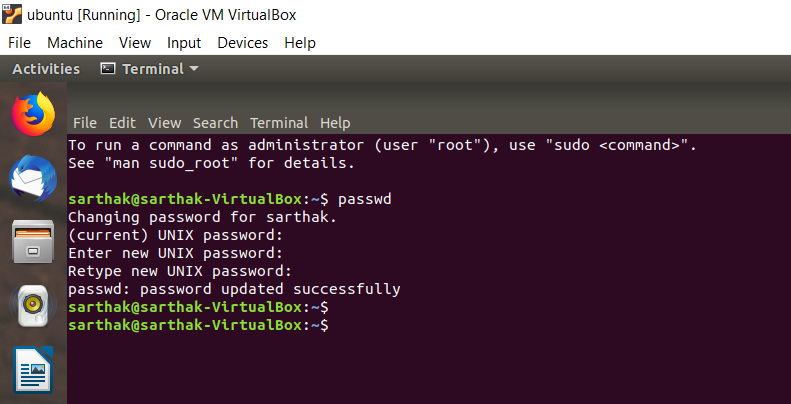 ubuntu [Running] - Oracle VM VirtualBox
File Machine View Input Devices Help
Activities Terminal
File Edit View Search Terminal Help
To run a command as administrator (user "root"), use "sudo <command>".
See "man sudo_root" for details.
sarthak@sarthak-VirtualBox:~$ passwd
Changing password for sarthak.
(current) UNIX password:
Enter new UNIX password:
Retype new UNIX password:
passwd: password updated successfully
sarthak@sarthak-VirtualBox:~$
sarthak@sarthak-VirtualBox:~$